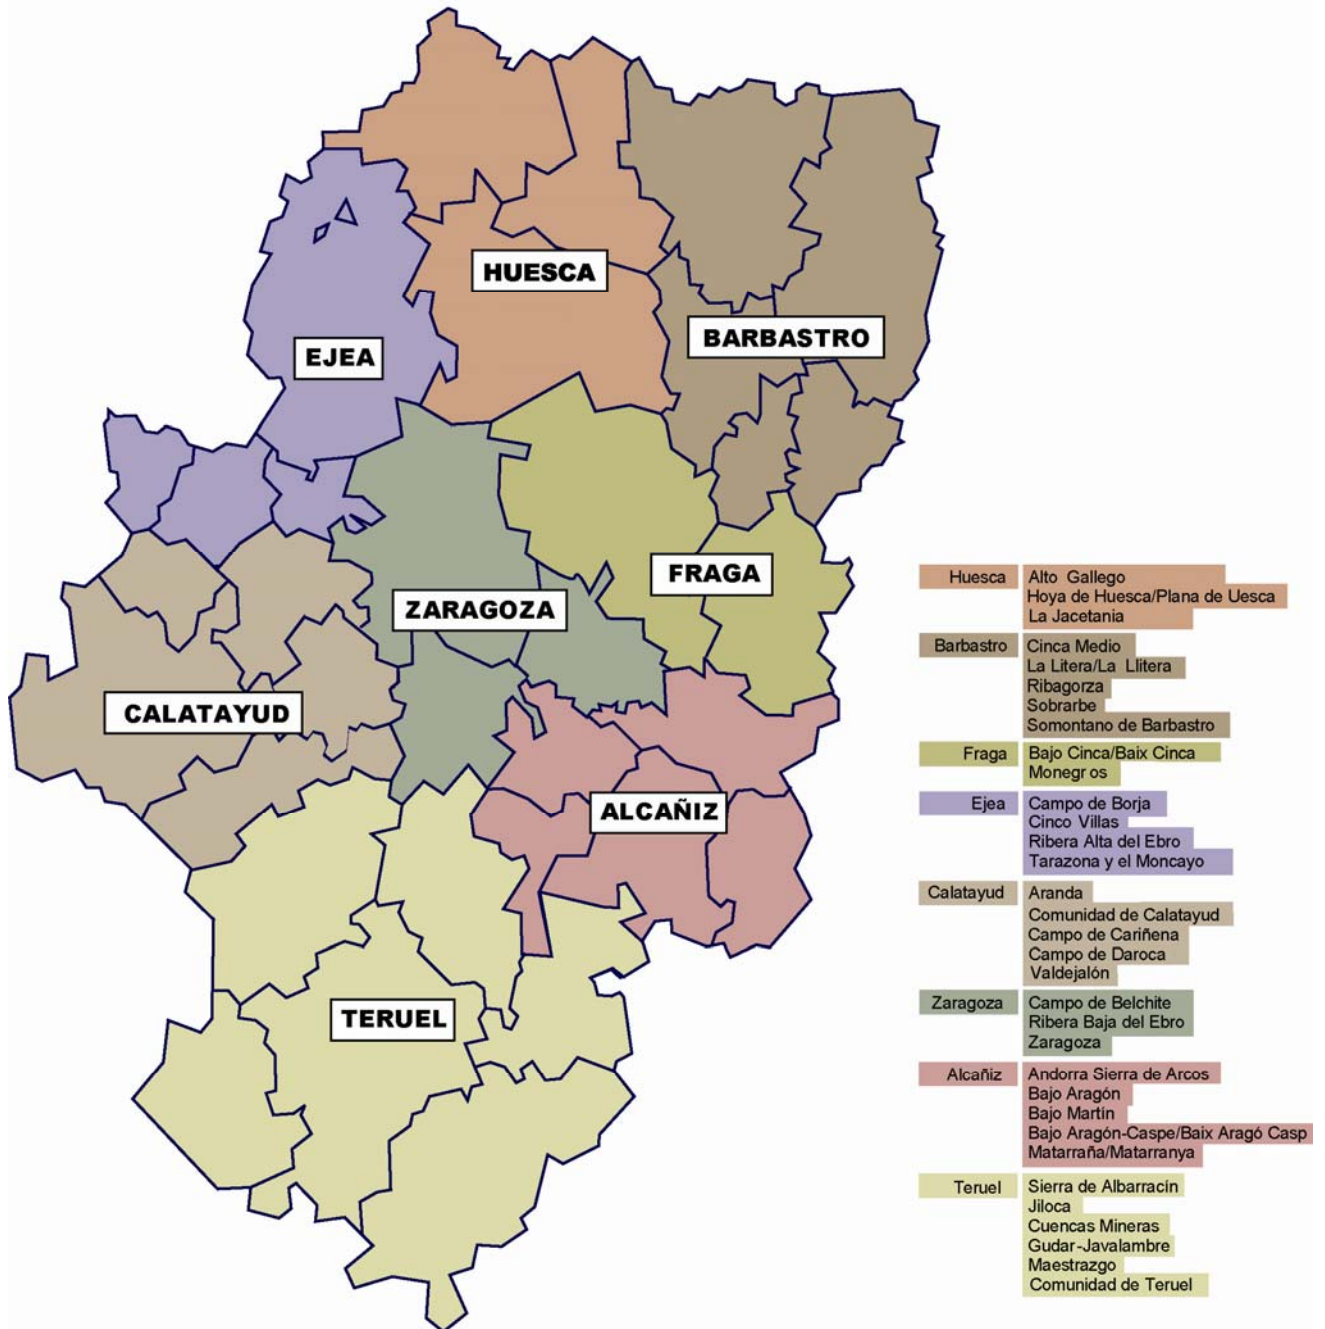 HUESCA
BARBASTRO
EJEA
FRAGA
ZARAGOZA
CALATAYUD
ALCAÑIZ
TERUEL
Huesca Alto Gallego
Hoya de Huesca/Plana de Uesca
La Jacetania
Barbastro Cinca Medio
La Litera/La Llitera
Ribagorza
Sobrarbe
Somontano de Barbastro
Fraga Bajo Cinca/Baix Cinca
Monegros
Ejea Campo de Borja
Cinco Villas
Ribera Alta del Ebro
Tarazona y el Moncayo
Calatayud Aranda
Comunidad de Calatayud
Campo de Cariñena
Campo de Daroca
Valdejalón
Zaragoza Campo de Belchite
Ribera Baja del Ebro
Zaragoza
Alcañiz Andorra Sierra de Arcos
Bajo Aragón
Bajo Martín
Bajo Aragón-Caspe/Baix Aragó Casp
Matarraña/Matarranya
Teruel Sierra de Albarracín
Jiloca
Cuencas Mineras
Gudar-Javalambre
Maestrazgo
Comunidad de Teruel